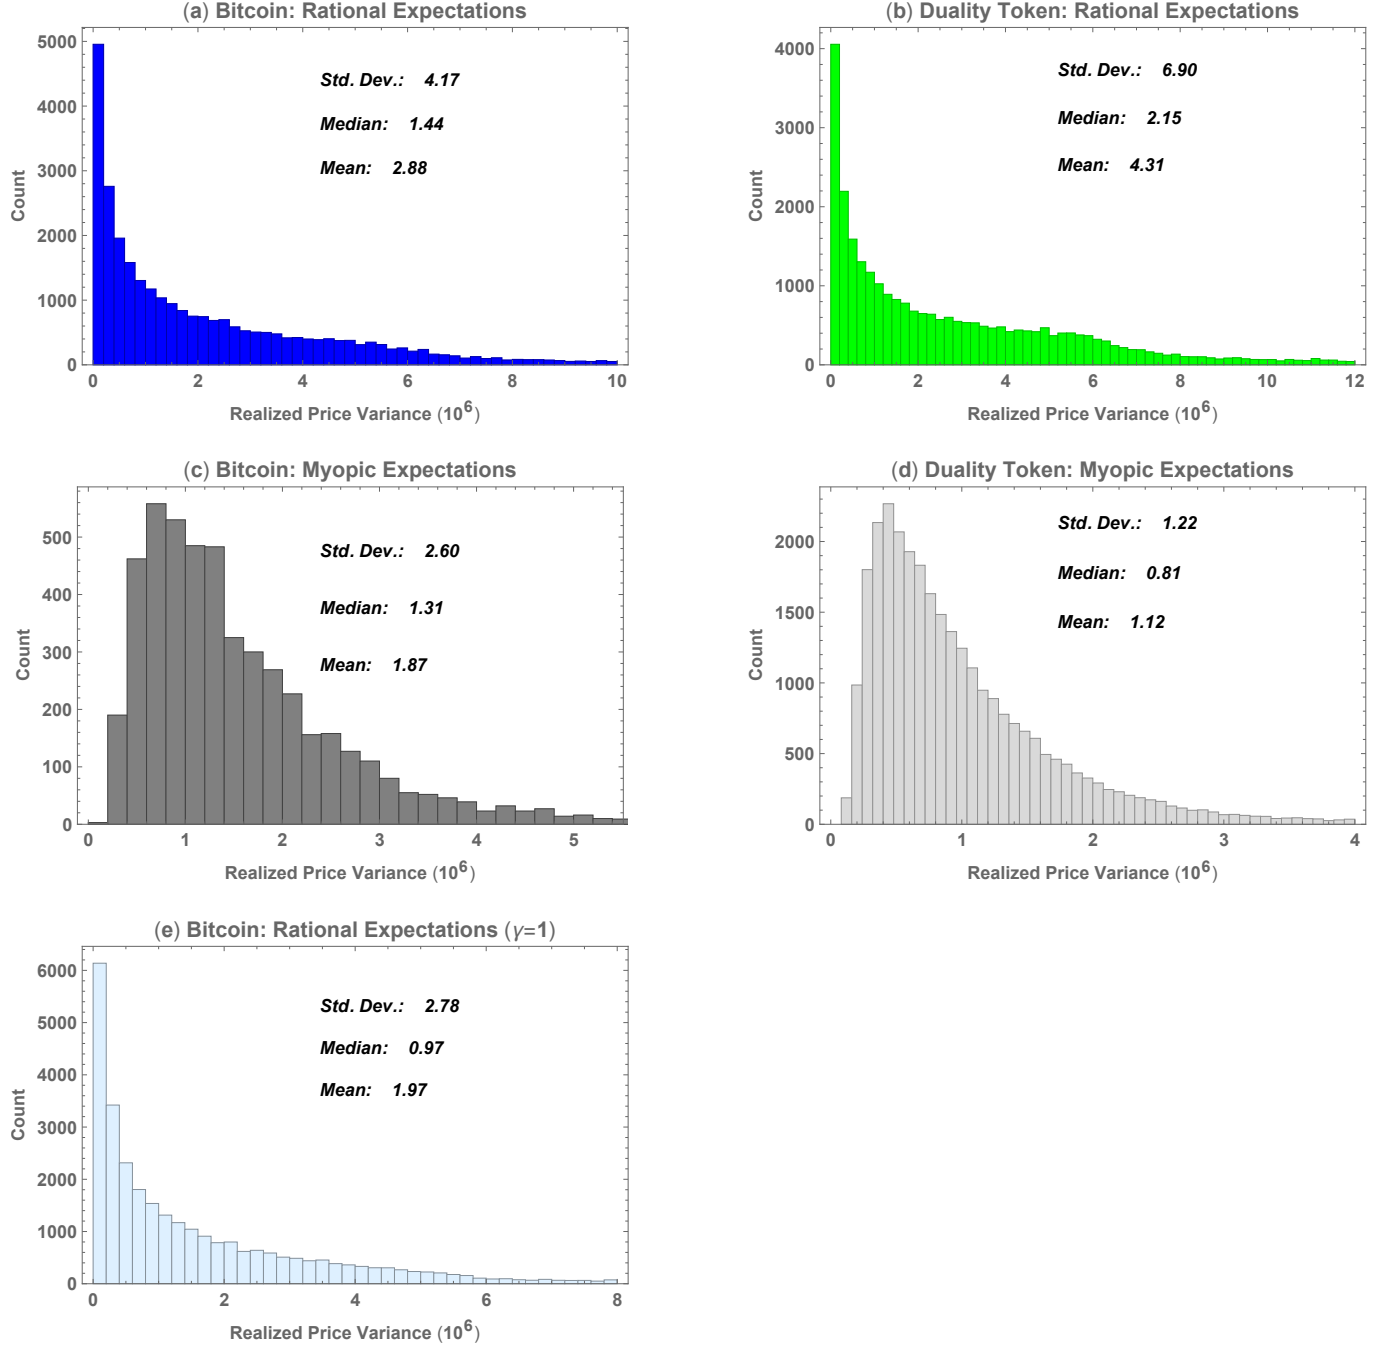 (a) Bitcoin: Rational Expectations
5000
4000
3000
2000
1000
0
Count
Std. Dev.: 4.17
Median: 1.44
Mean: 2.88
0 2 4 6 8 10
Realized Price Variance (10^6)
(b) Duality Token: Rational Expectations
4000
3000
2000
1000
0
Count
Std. Dev.: 6.90
Median: 2.15
Mean: 4.31
0 2 4 6 8 10 12
Realized Price Variance (10^6)
(c) Bitcoin: Myopic Expectations
500
400
300
200
100
0
Count
Std. Dev.: 2.60
Median: 1.31
Mean: 1.87
0 1 2 3 4 5
Realized Price Variance (10^6)
(d) Duality Token: Myopic Expectations
2000
1500
1000
500
0
Count
Std. Dev.: 1.22
Median: 0.81
Mean: 1.12
0 1 2 3 4
Realized Price Variance (10^6)
(e) Bitcoin: Rational Expectations (γ=1)
6000
5000
4000
3000
2000
1000
0
Count
Std. Dev.: 2.78
Median: 0.97
Mean: 1.97
0 2 4 6 8
Realized Price Variance (10^6)